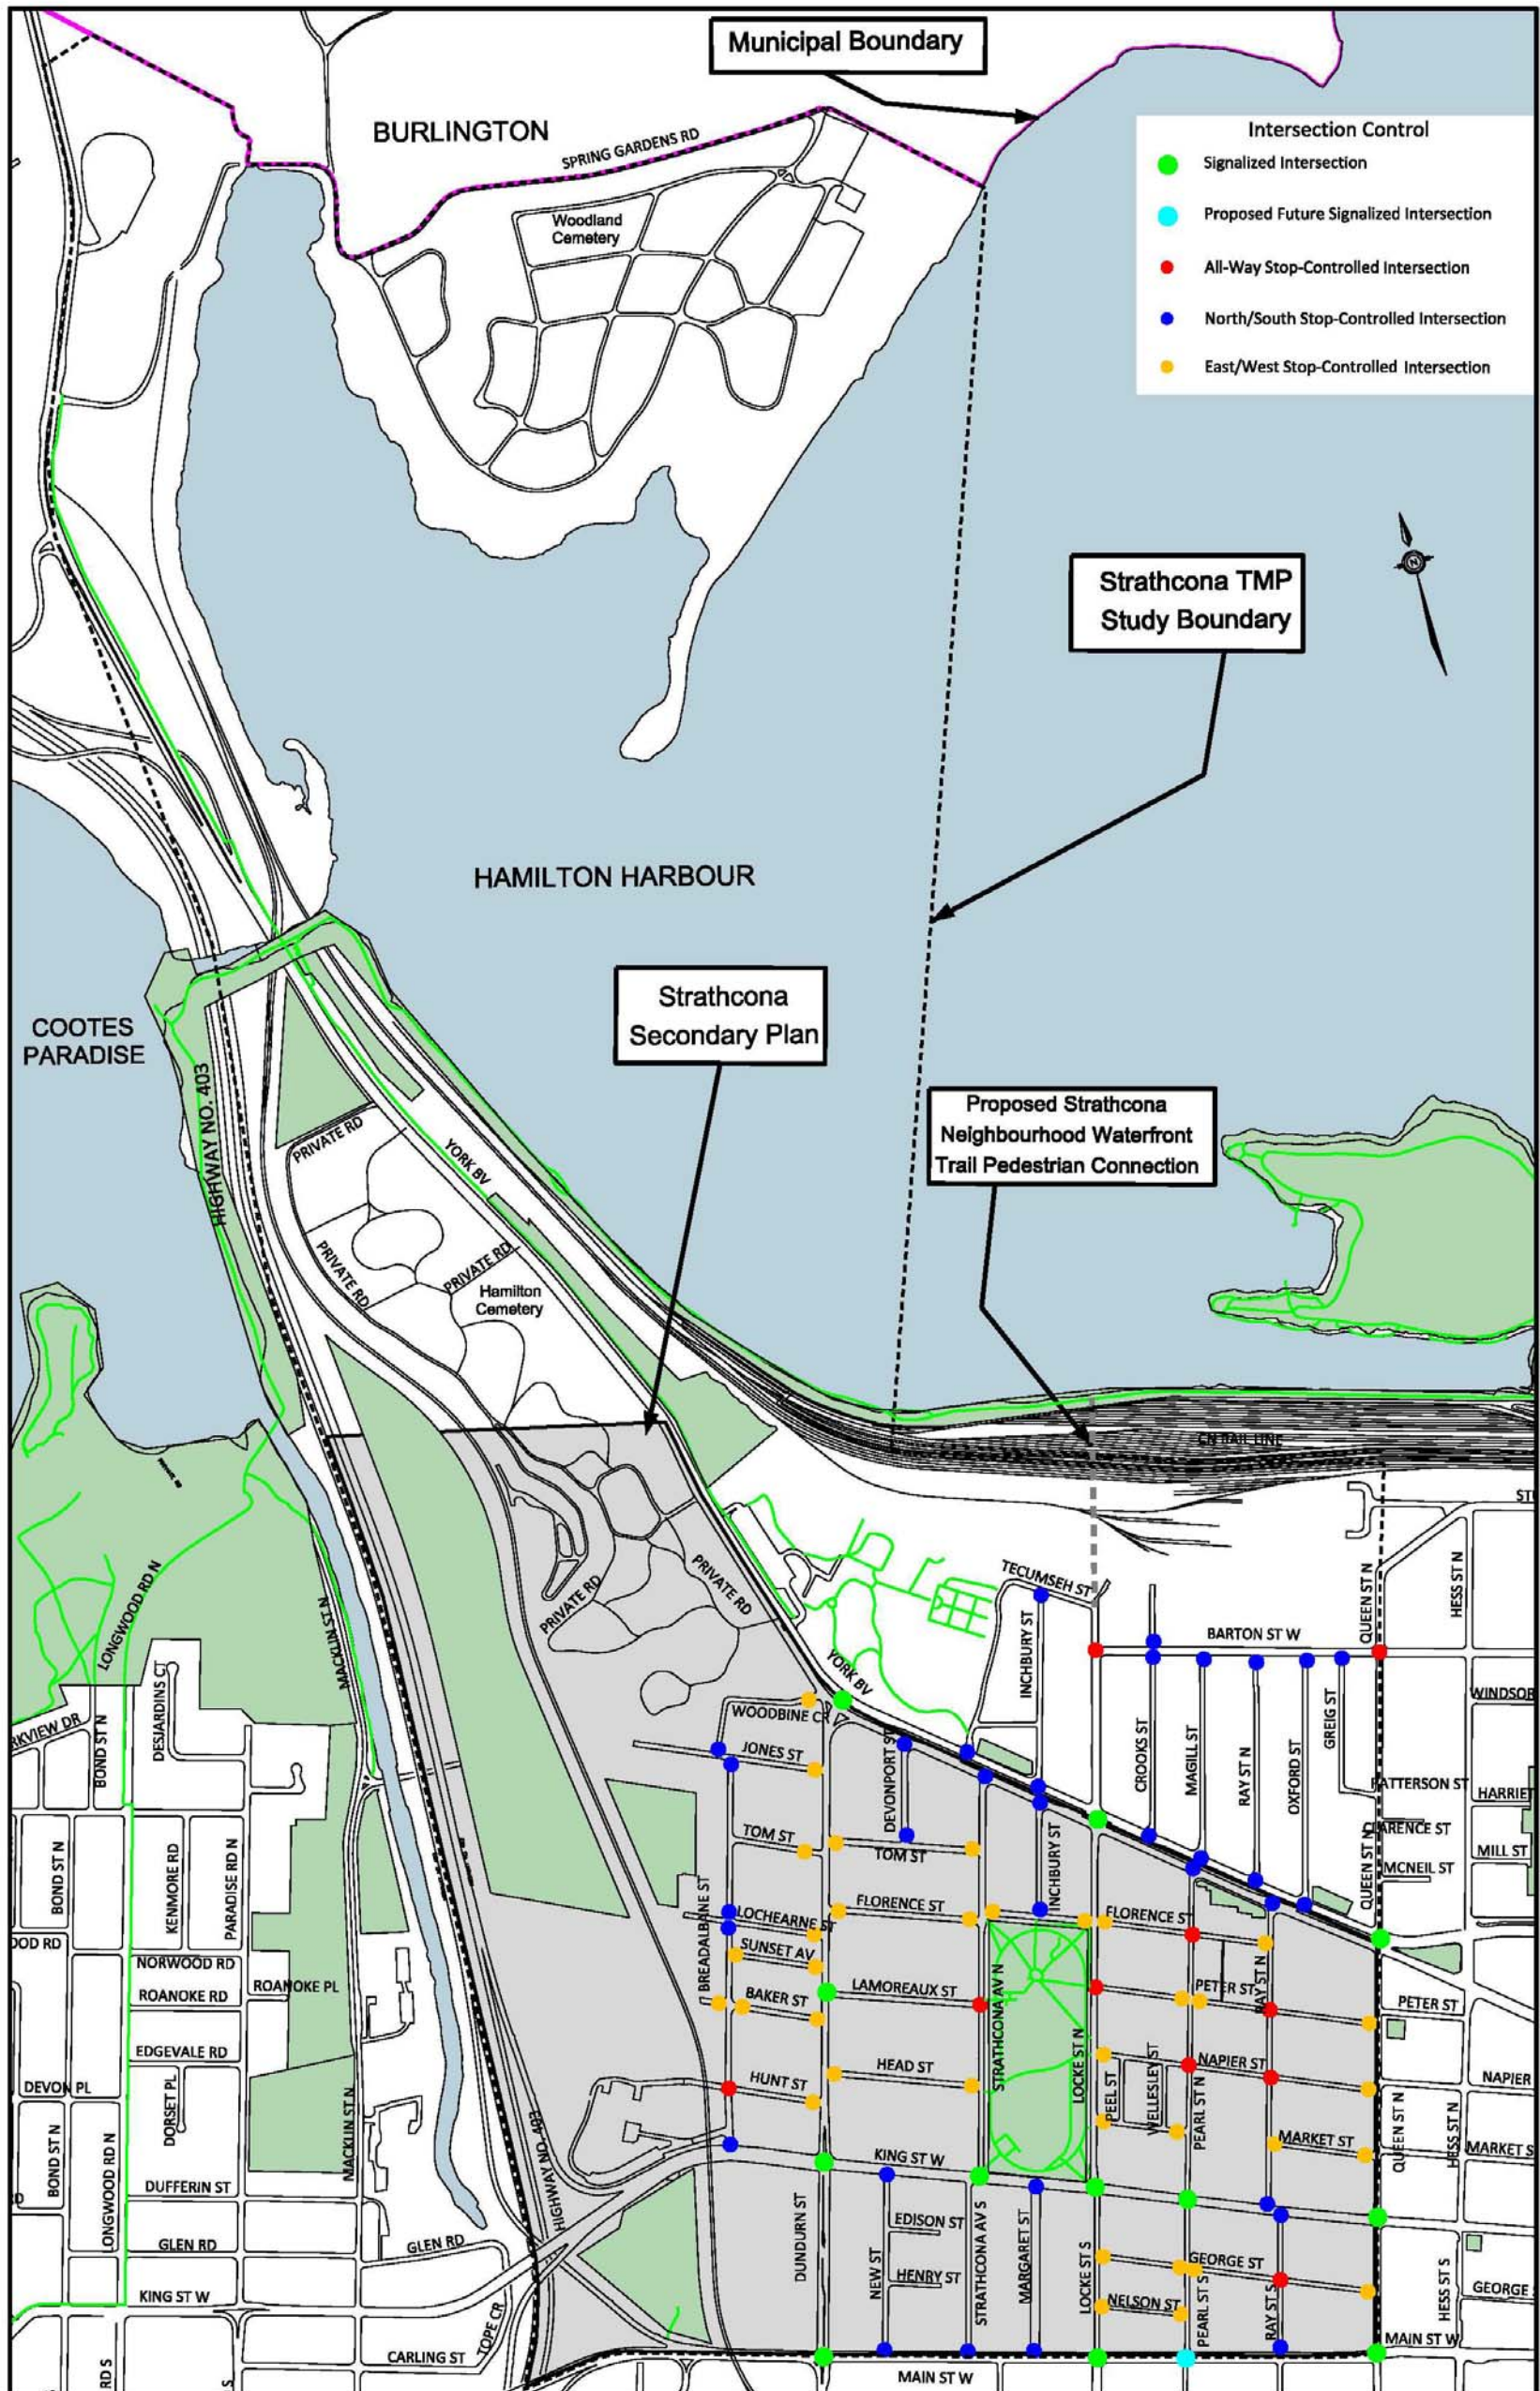 Municipal Boundary
BURLINGTON
SPRING GARDENS RD
Woodland
Cemetery
Intersection Control
Signalized Intersection
Proposed Future Signalized Intersection
All-Way Stop-Controlled Intersection
North/South Stop-Controlled Intersection
East/West Stop-Controlled Intersection
N
Strathcona TMP
Study Boundary
HAMILTON HARBOUR
Strathcona
Secondary Plan
COOTES
PARADISE
HIGHWAY NO. 403
PRIVATE RD
YORK BV
Proposed Strathcona
Neighbourhood Waterfront
Trail Pedestrian Connection
PRIVATE RD
PRIVATE RD
Hamilton
Cemetery
CN RAIL LINE
PRIVATE RD
PRIVATE RD
TECUMSEH ST
INCHBURY ST
QUEEN ST N
HESS ST N
BARTON ST W
LONGWOOD RD N
MACKLIN ST N
DESJARDINS CT
BOND ST N
RKVIEW DR
YORK BV
WOODBINE CR
JONES ST
DEVONPORT ST
CROOKS ST
MAGILL ST
RAY ST N
OXFORD ST
GREIG ST
WINDSOR
PATTERSON ST
HARRIET
CLARENCE ST
MILL ST
MCNEIL ST
QUEEN ST N
TOM ST
TOM ST
INCHBURY ST
BOND ST N
KENMORE RD
PARADISE RD N
BREADALBANE ST
LOCHEARNE ST
FLORENCE ST
FLORENCE ST
OOD RD
NORWOOD RD
SUNSET AV
ROANOKE PL
ROANOKE RD
BAKER ST
LAMOREAUX ST
STRATHCONA AV N
PETER ST
RAY ST N
PETER ST
EDGEVALE RD
HUNT ST
HEAD ST
LOCKE ST N
NAPIER ST
NAPIER
DEVON PL
DORSET PL
PEEL ST
WELLESLEY ST
PEARL ST N
MARKET ST
QUEEN ST N
HESS ST N
MARKET S
BOND ST N
LONGWOOD RD N
MACKLIN ST N
HIGHWAY NO. 403
KING ST W
DUFFERIN ST
GLEN RD
GLEN RD
DUNDURN ST
EDISON ST
NEW ST
HENRY ST
STRATHCONA AV S
MARGARET ST
LOCKE ST S
GEORGE ST
NELSON ST
PEARL ST S
RAY ST S
HESS ST S
GEORGE
KING ST W
TOPE CR
CARLING ST
MAIN ST W
MAIN ST W
RD S